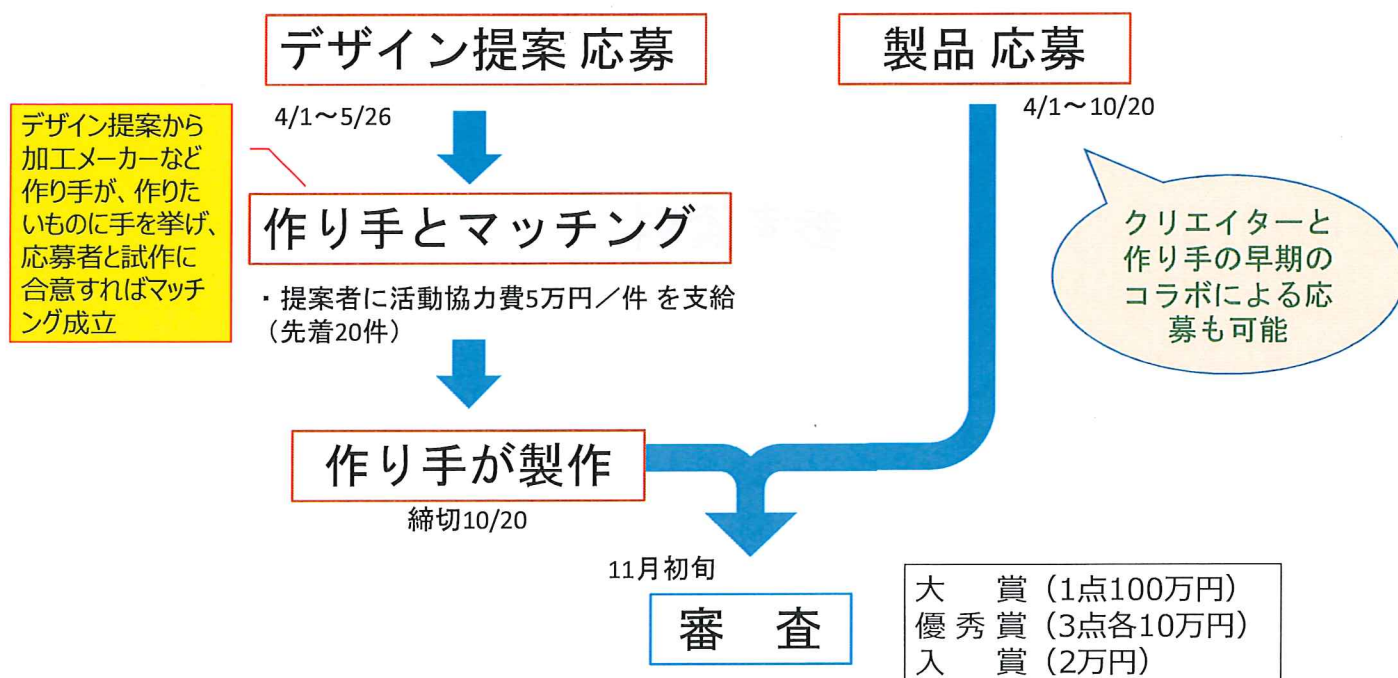 デザイン提案 応募
製品 応募
4/1～5/26
4/1～10/20
デザイン提案から
加工メーカーなど
作り手が、作りた
いものに手を挙げ、
応募者と試作に
合意すればマッチ
ング成立
作り手とマッチング
・提案者に活動協力費5万円／件 を支給
（先着20件）
クリエイターと
作り手の早期の
コラボによる応
募も可能
作り手が製作
締切10/20
11月初旬
審　査
大　　賞（1点100万円）
優 秀 賞（3点各10万円）
入　　賞（2万円）